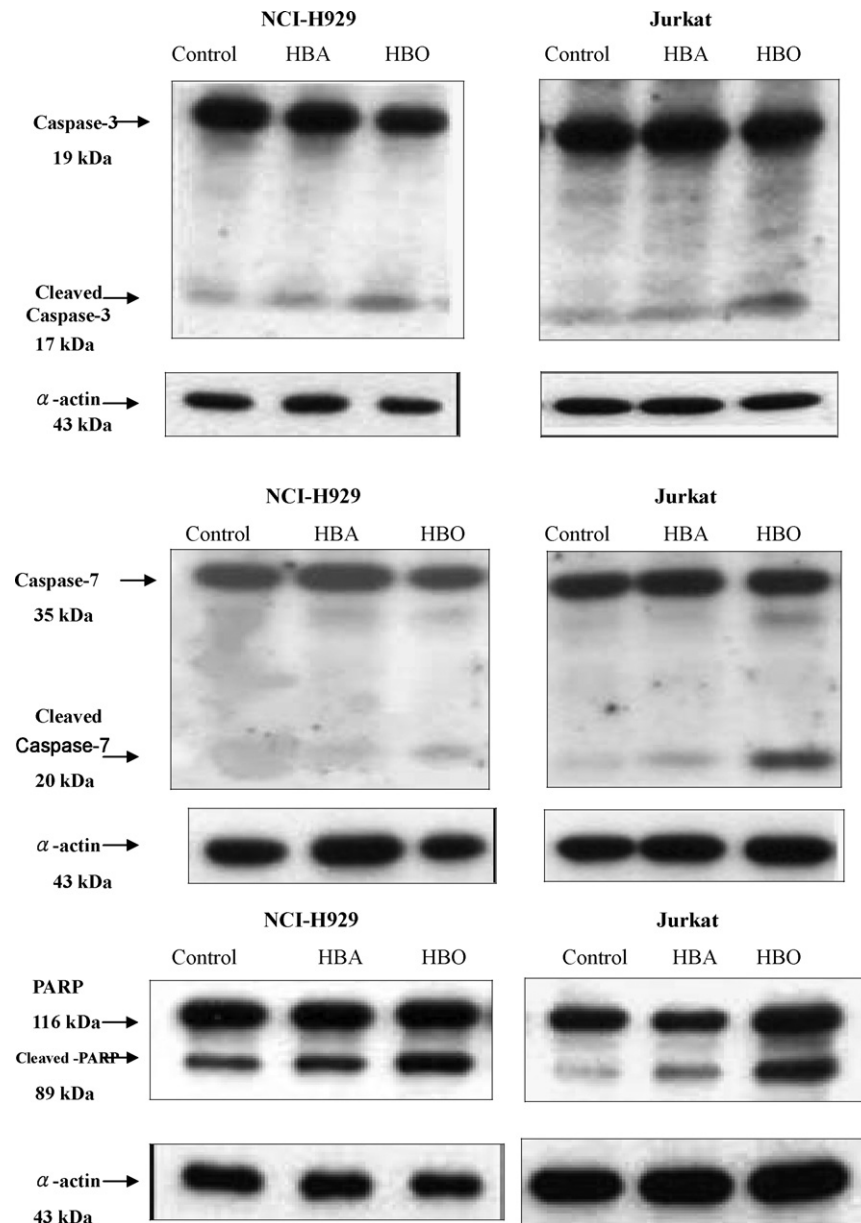 NCI-H929 Jurkat
Control HBA HBO Control HBA HBO
Caspase-3
19 kDa
Cleaved
Caspase-3
17 kDa
α-actin
43 kDa
NCI-H929 Jurkat
Control HBA HBO Control HBA HBO
Caspase-7
35 kDa
Cleaved
Caspase-7
20 kDa
α-actin
43 kDa
NCI-H929 Jurkat
Control HBA HBO Control HBA HBO
PARP
116 kDa
Cleaved -PARP
89 kDa
α-actin
43 kDa